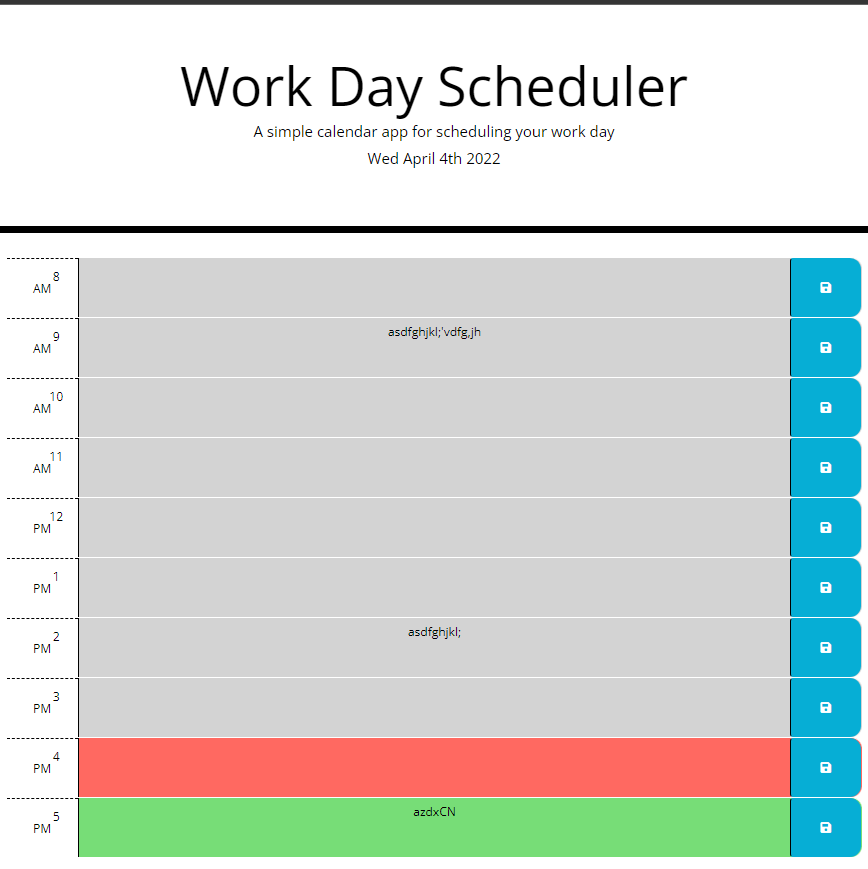 Work Day Scheduler
A simple calendar app for scheduling your work day
Wed April 4th 2022
8 AM
9 AM asdfghjkl;'vdfg,jh
10 AM
11 AM
12 PM
1 PM
2 PM asdfghjkl;
3 PM
4 PM
5 PM azdxCN